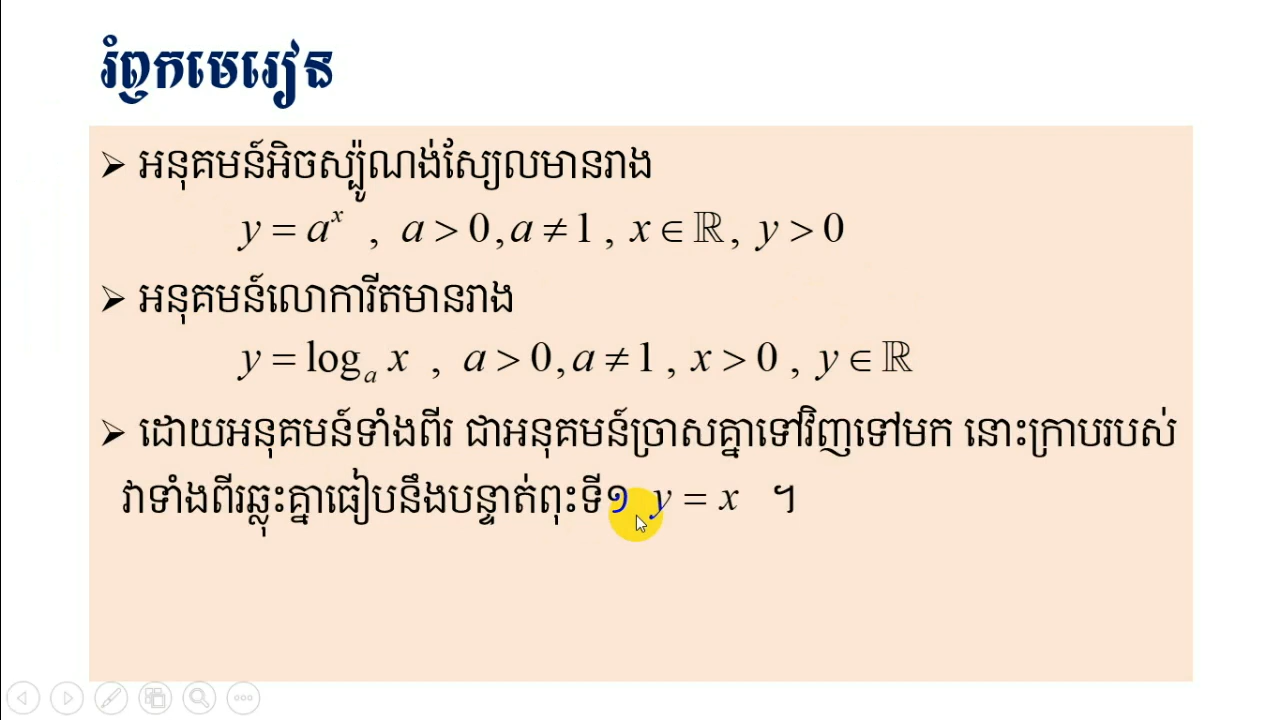 រំឭកមេរៀន
➢ អនុគមន៍អិចស្ប៉ូណង់ស្យែលមានរាង
y = aˣ , a > 0, a ≠ 1 , x ∈ ℝ, y > 0
➢ អនុគមន៍លោការីតមានរាង
y = logₐ x , a > 0, a ≠ 1 , x > 0 , y ∈ ℝ
➢ ដោយអនុគមន៍ទាំងពីរ ជាអនុគមន៍ច្រាសគ្នាទៅវិញទៅមក នោះក្រាបរបស់
វាទាំងពីរឆ្លុះគ្នាធៀបនឹងបន្ទាត់ពុះទី១ y = x ។